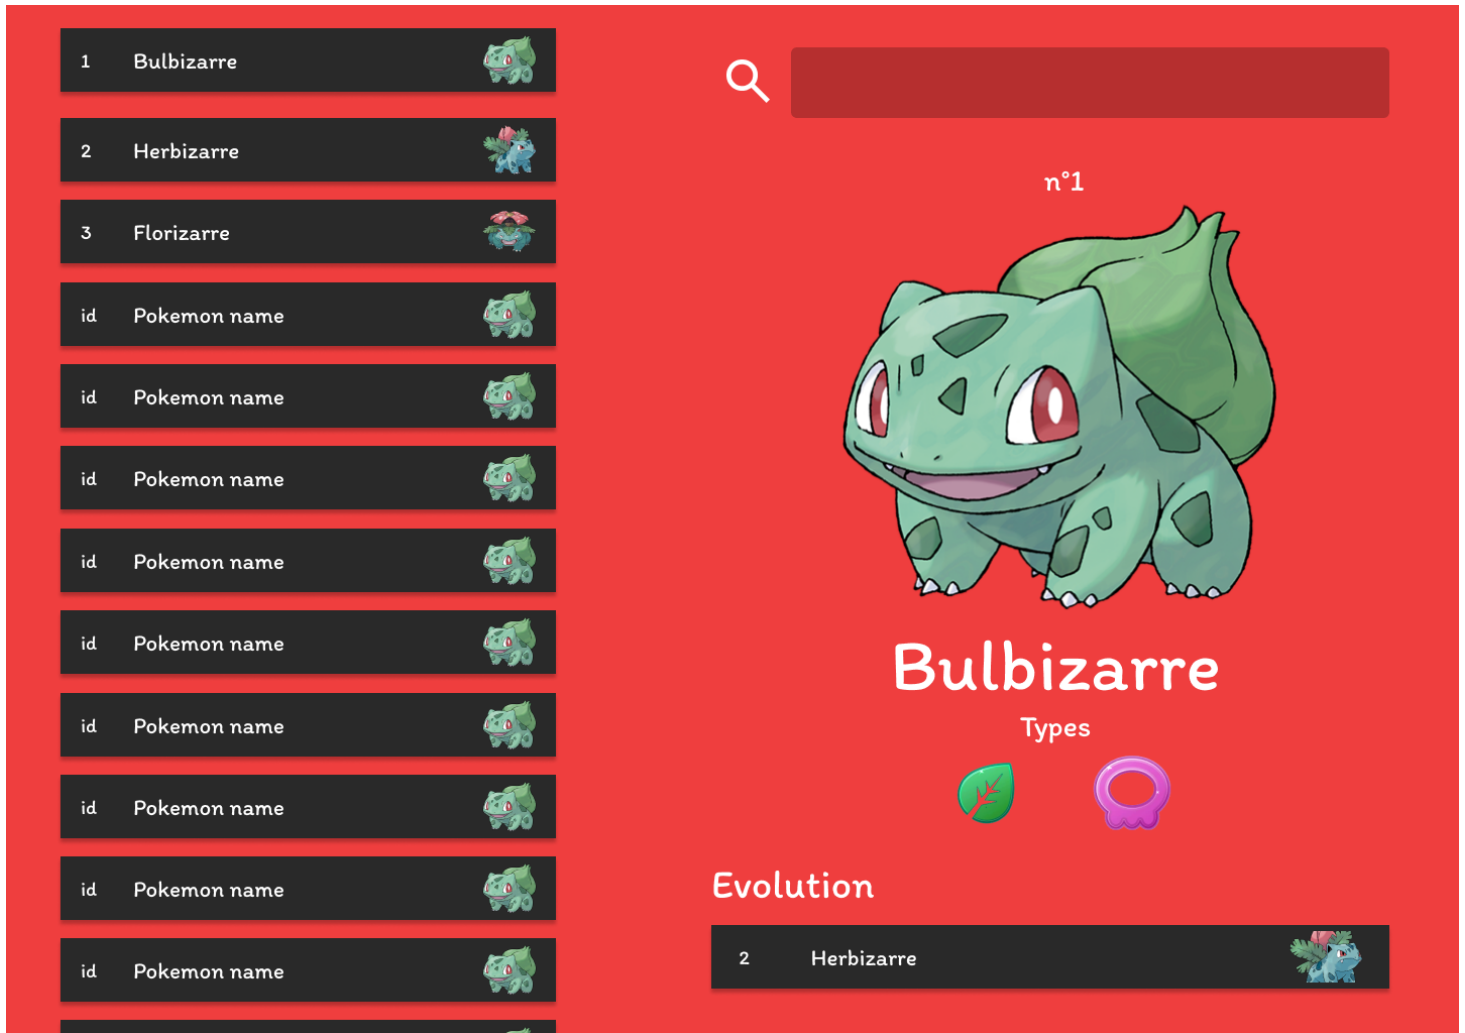 1 Bulbizarre
2 Herbizarre
3 Florizarre
id Pokemon name
id Pokemon name
id Pokemon name
id Pokemon name
id Pokemon name
id Pokemon name
id Pokemon name
id Pokemon name
id Pokemon name
n°1
Bulbizarre
Types
Evolution
2 Herbizarre